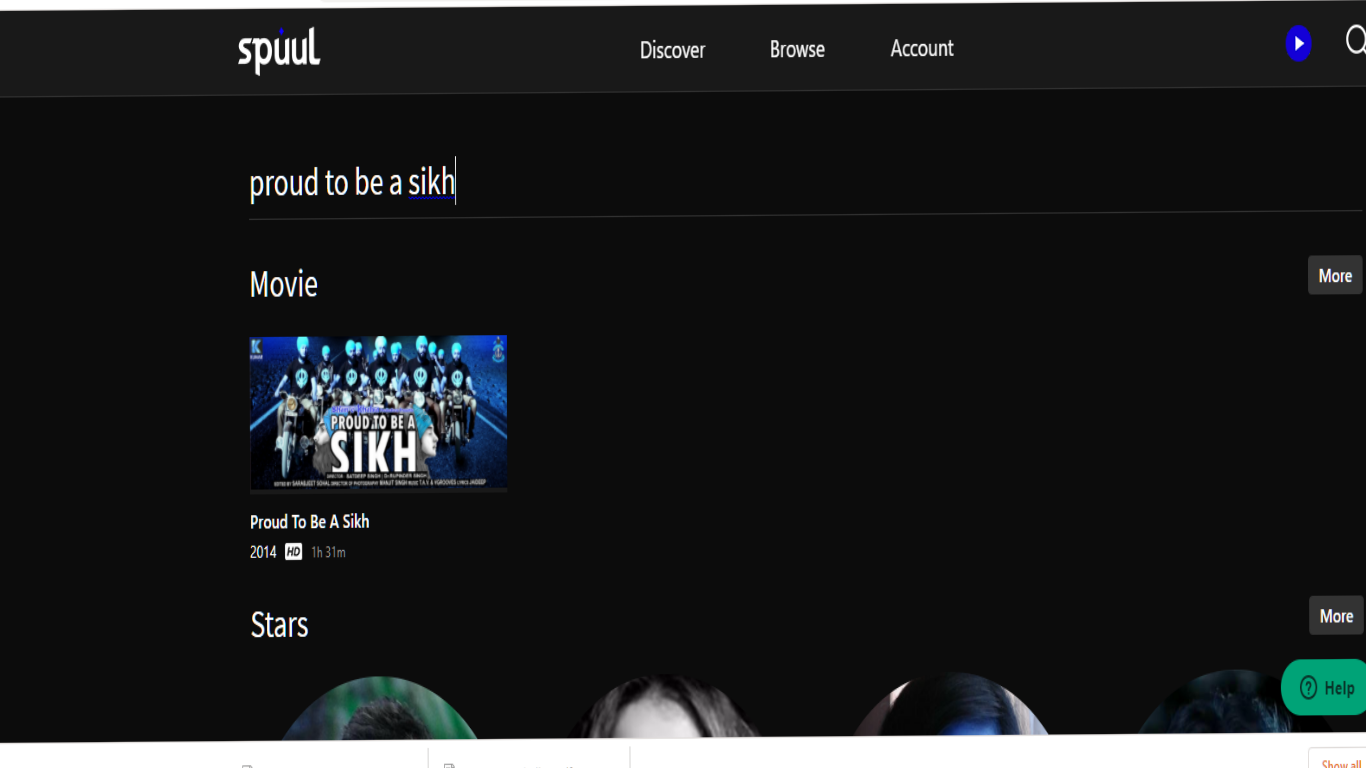 spuul
Discover Browse Account
proud to be a sikh
Movie
More
PROUD TO BE A
SIKH
Proud To Be A Sikh
2014 HD 1h 31m
Stars
More
Help
Show all